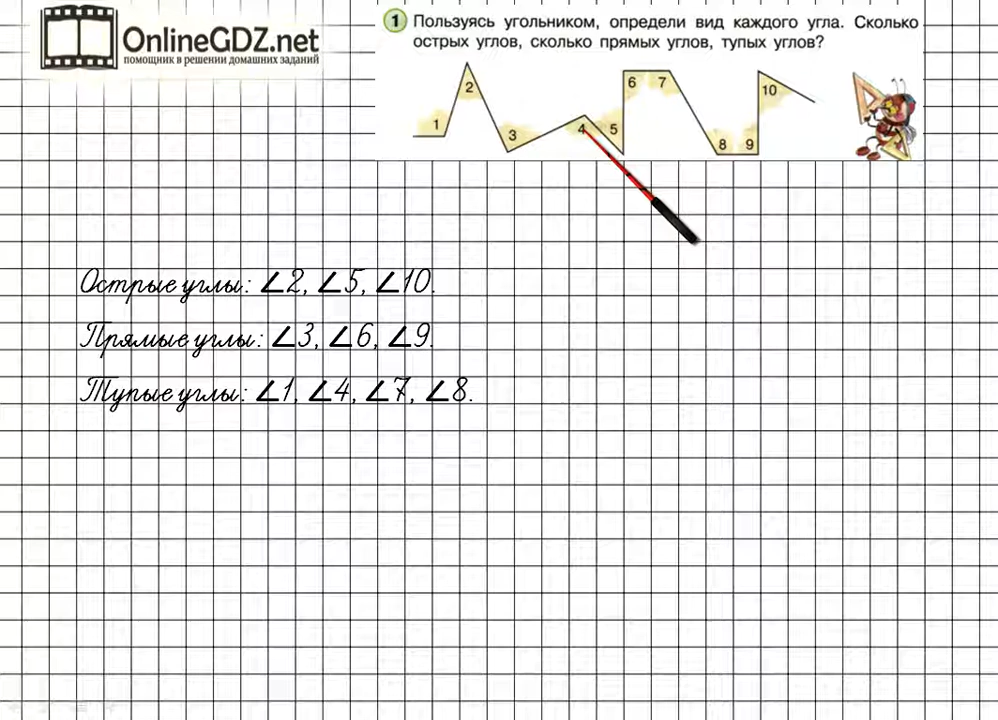 OnlineGDZ.net
помощник в решении домашних заданий
1 Пользуясь угольником, определи вид каждого угла. Сколько
острых углов, сколько прямых углов, тупых углов?
1 2 3 4 5 6 7 8 9 10
Острые углы: ∠2, ∠5, ∠10.
Прямые углы: ∠3, ∠6, ∠9.
Тупые углы: ∠1, ∠4, ∠7, ∠8.